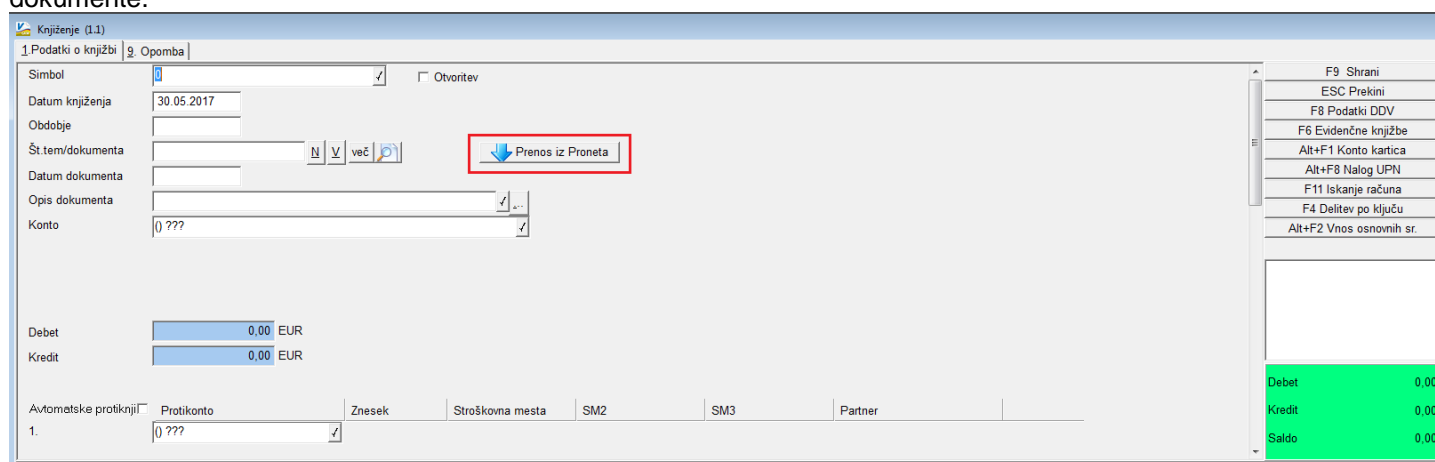 dokumente:
Knjiženje (1.1)
1.Podatki o knjižbi 9. Opomba
Simbol 0 Otvoritev
Datum knjiženja 30.05.2017
Obdobje
Št.tem/dokumenta N V več Prenos iz Proneta
Datum dokumenta
Opis dokumenta ...
Konto () ???
Debet 0,00 EUR
Kredit 0,00 EUR
Avtomatske protiknji Protikonto Znesek Stroškovna mesta SM2 SM3 Partner
1. () ???
F9 Shrani
ESC Prekini
F8 Podatki DDV
F6 Evidenčne knjižbe
Alt+F1 Konto kartica
Alt+F8 Nalog UPN
F11 Iskanje računa
F4 Delitev po ključu
Alt+F2 Vnos osnovnih sr.
Debet 0,00
Kredit 0,00
Saldo 0,00